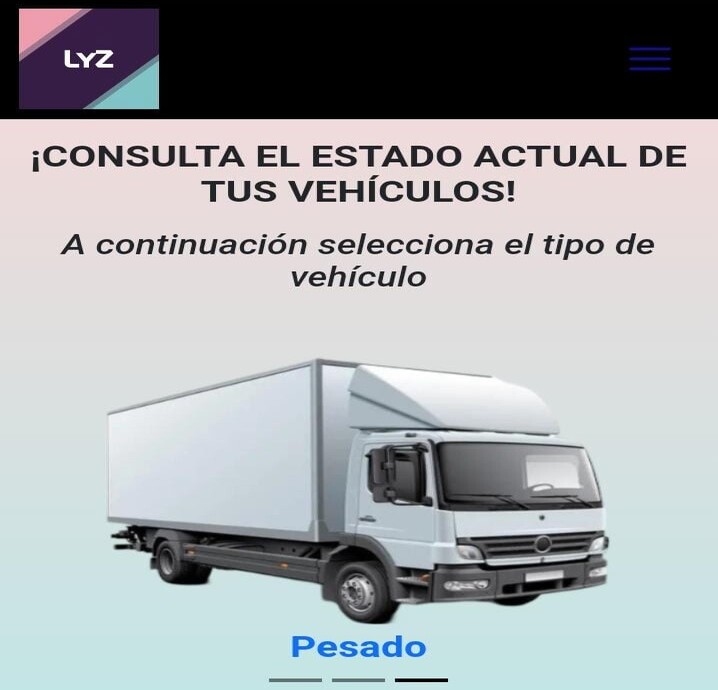 LYZ
¡CONSULTA EL ESTADO ACTUAL DE
TUS VEHÍCULOS!
A continuación selecciona el tipo de
vehículo
Pesado